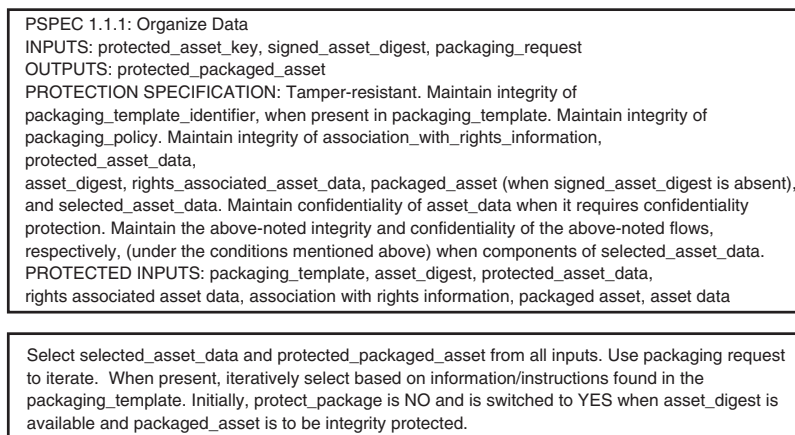 PSPEC 1.1.1: Organize Data
INPUTS: protected_asset_key, signed_asset_digest, packaging_request
OUTPUTS: protected_packaged_asset
PROTECTION SPECIFICATION: Tamper-resistant. Maintain integrity of
packaging_template_identifier, when present in packaging_template. Maintain integrity of
packaging_policy. Maintain integrity of association_with_rights_information,
protected_asset_data,
asset_digest, rights_associated_asset_data, packaged_asset (when signed_asset_digest is absent),
and selected_asset_data. Maintain confidentiality of asset_data when it requires confidentiality
protection. Maintain the above-noted integrity and confidentiality of the above-noted flows,
respectively, (under the conditions mentioned above) when components of selected_asset_data.
PROTECTED INPUTS: packaging_template, asset_digest, protected_asset_data,
rights associated asset data, association with rights information, packaged asset, asset data
Select selected_asset_data and protected_packaged_asset from all inputs. Use packaging request
to iterate. When present, iteratively select based on information/instructions found in the
packaging_template. Initially, protect_package is NO and is switched to YES when asset_digest is
available and packaged_asset is to be integrity protected.